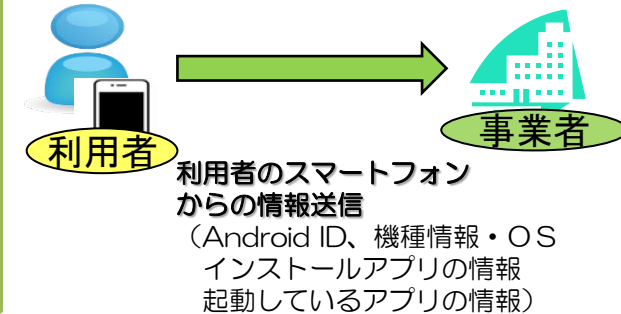 利用者
事業者
利用者のスマートフォン
からの情報送信
（Android ID、機種情報・ＯＳ
インストールアプリの情報
起動しているアプリの情報）